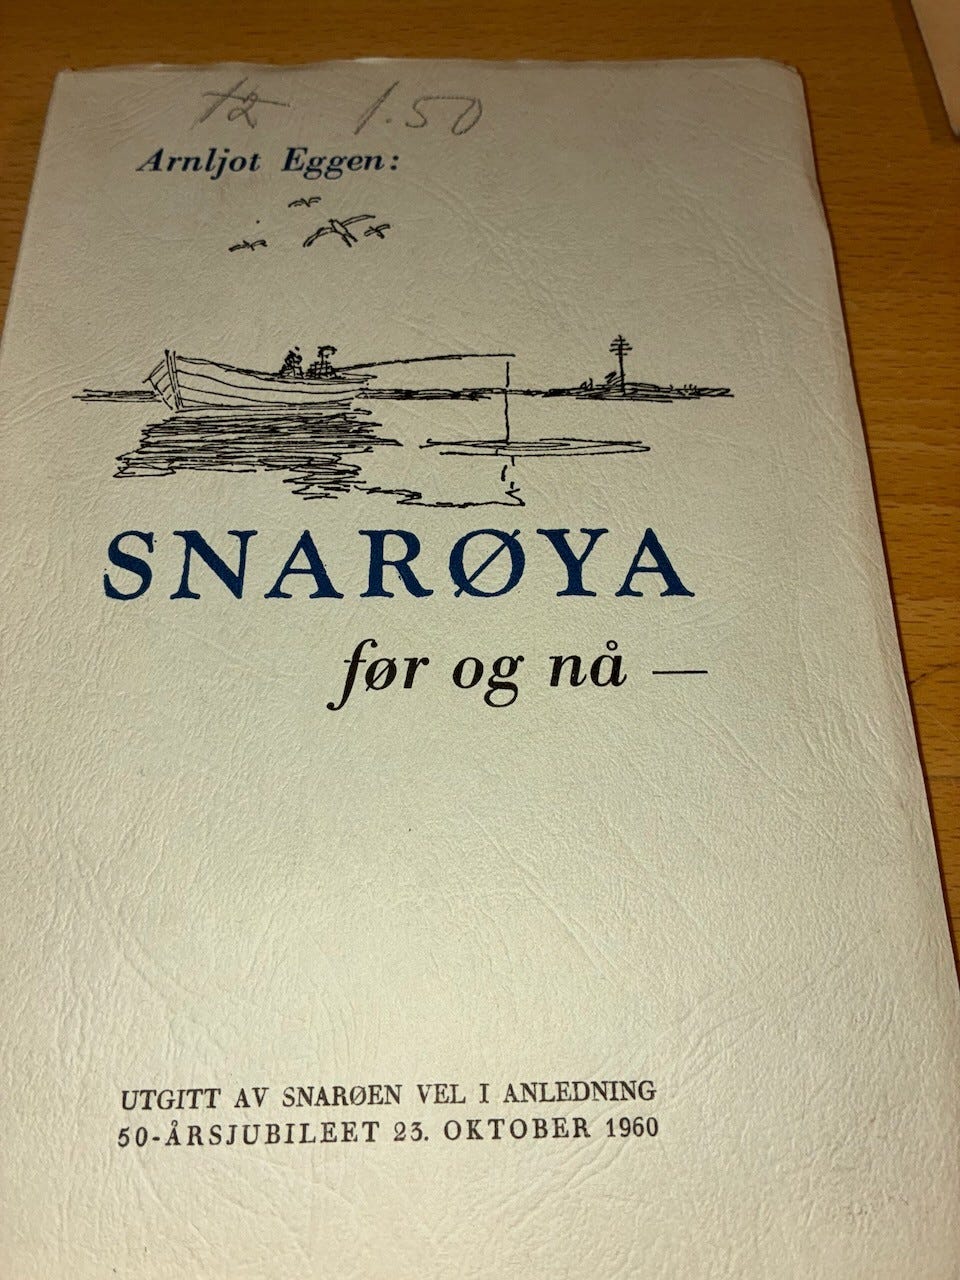 1.50
Arnljot Eggen:
SNARØYA
før og nå —
UTGITT AV SNARØEN VEL I ANLEDNING
50-ÅRSJUBILEET 23. OKTOBER 1960